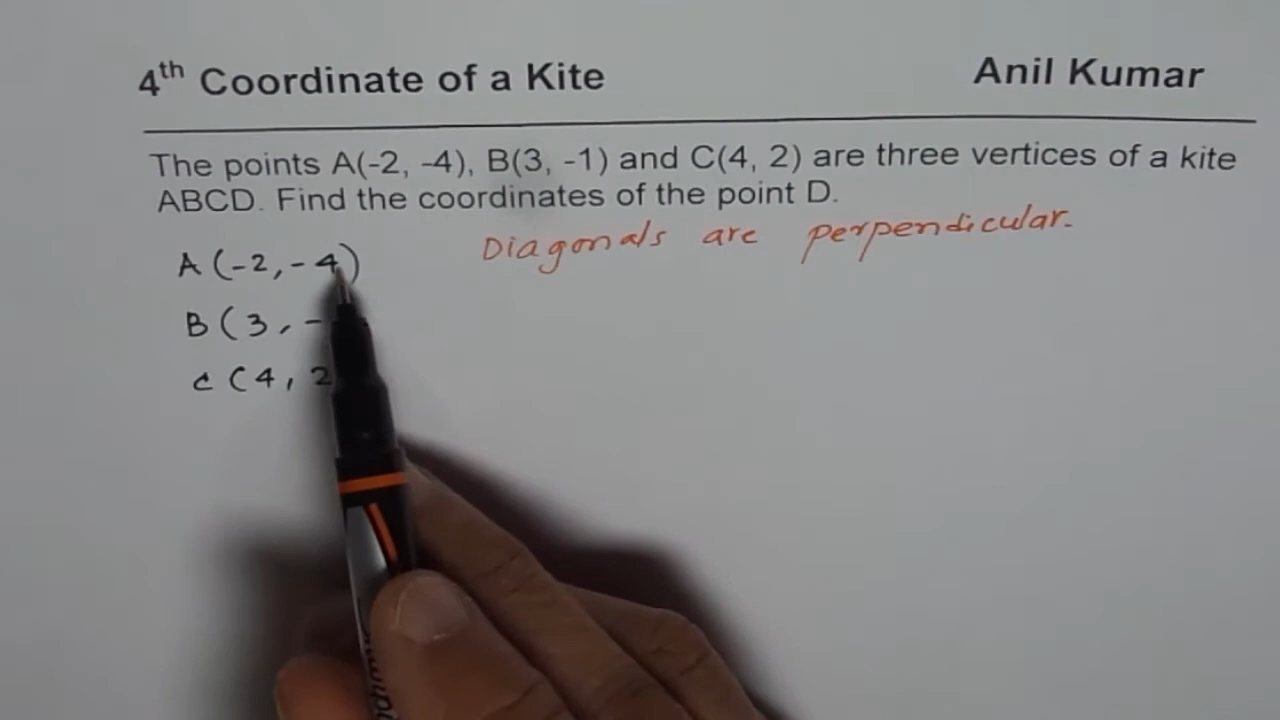 4th Coordinate of a Kite Anil Kumar
The points A(-2, -4), B(3, -1) and C(4, 2) are three vertices of a kite
ABCD. Find the coordinates of the point D.
Diagonals are perpendicular.
A (-2, -4)
B (3, -
C (4, 2